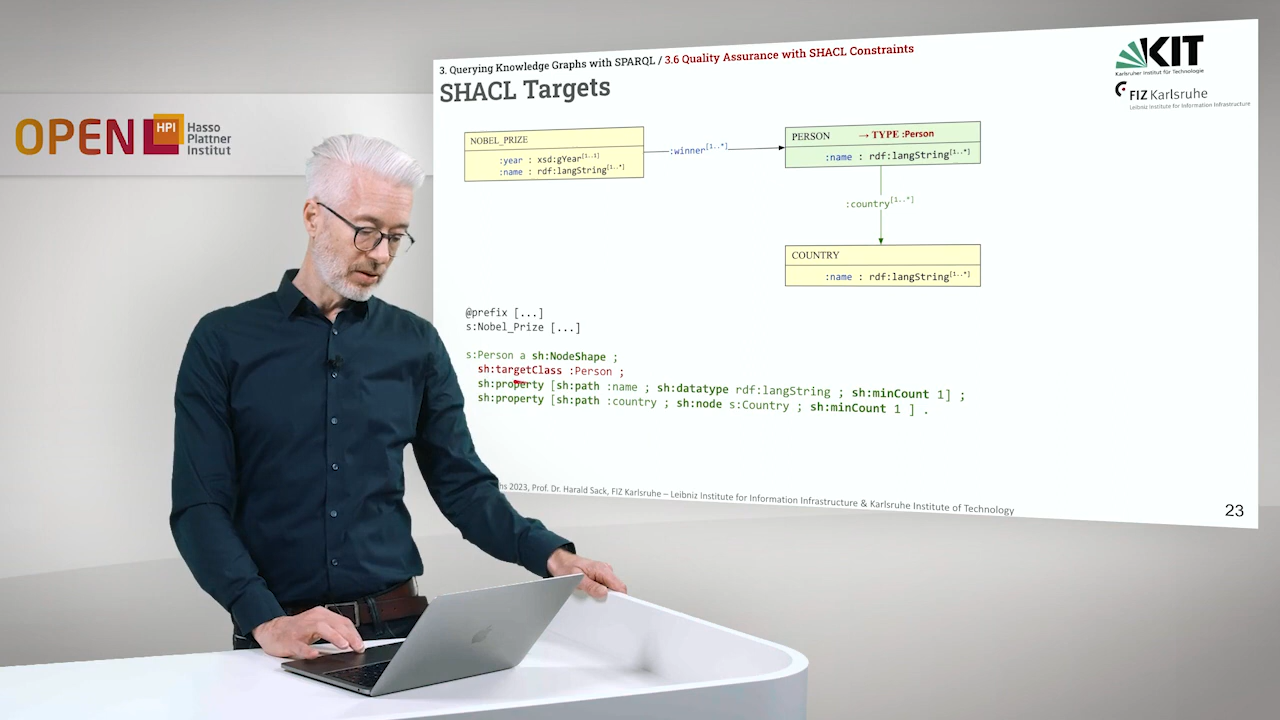 OPEN HPI Hasso
Plattner
Institut
3. Querying Knowledge Graphs with SPARQL / 3.6 Quality Assurance with SHACL Constraints
SHACL Targets
KIT
Karlsruher Institut für Technologie
FIZ Karlsruhe
Leibniz Institute for Information Infrastructure
NOBEL_PRIZE
:year : xsd:gYear[1..1]
:name : rdf:langString[1..*]
:winner[1..*]
PERSON → TYPE :Person
:name : rdf:langString[1..*]
:country[1..*]
COUNTRY
:name : rdf:langString[1..*]
@prefix [...]
s:Nobel_Prize [...]
s:Person a sh:NodeShape ;
sh:targetClass :Person ;
sh:property [sh:path :name ; sh:datatype rdf:langString ; sh:minCount 1] ;
sh:property [sh:path :country ; sh:node s:Country ; sh:minCount 1 ] .
2023, Prof. Dr. Harald Sack, FIZ Karlsruhe – Leibniz Institute for Information Infrastructure & Karlsruhe Institute of Technology
23